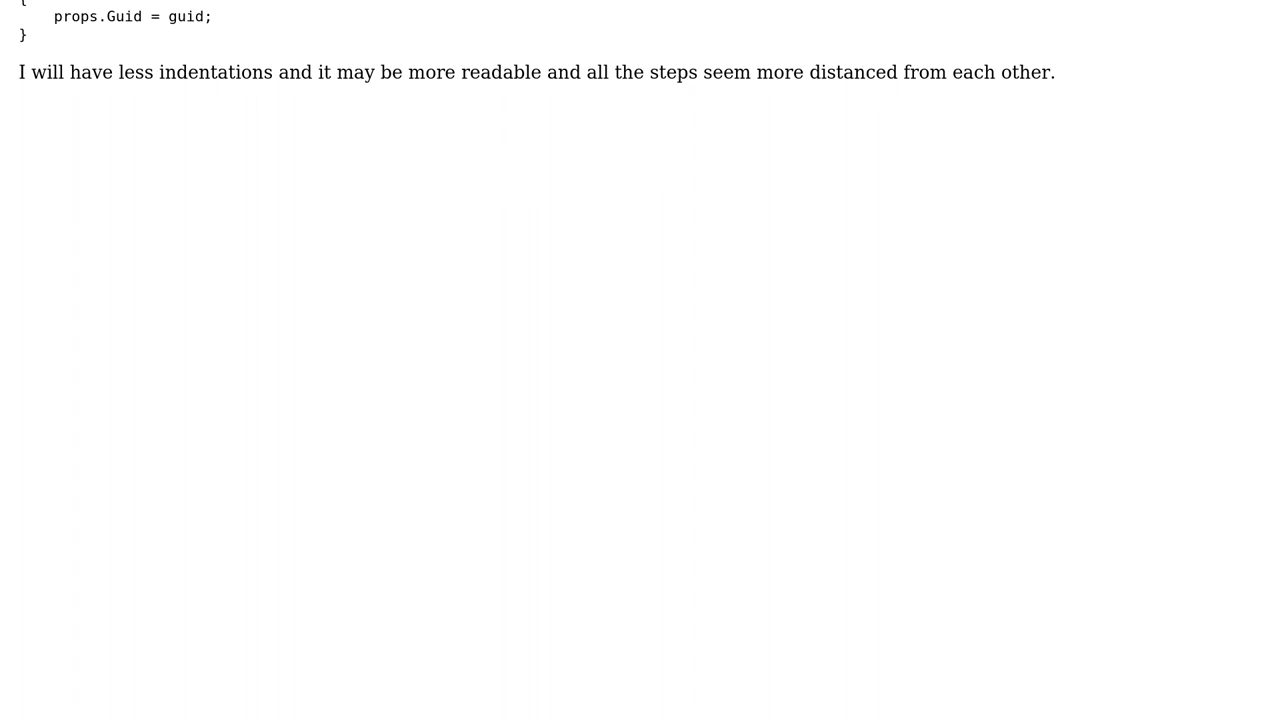 {
    props.Guid = guid;
}
I will have less indentations and it may be more readable and all the steps seem more distanced from each other.